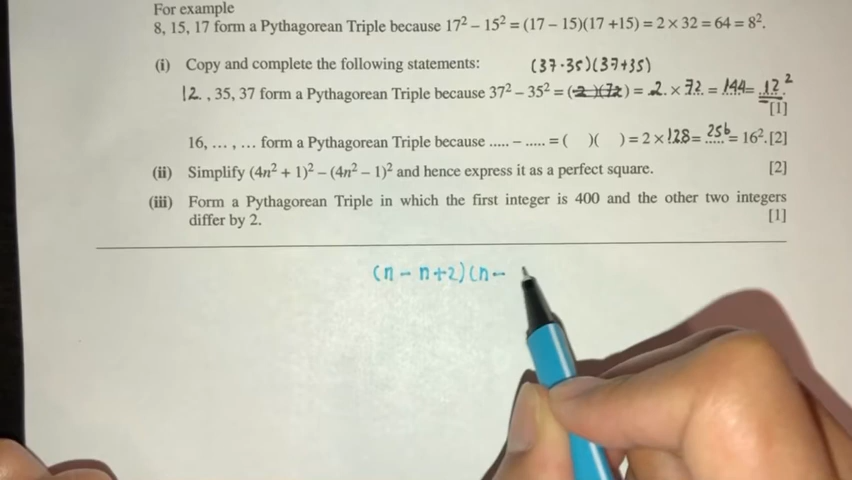 For example
8, 15, 17 form a Pythagorean Triple because 17² – 15² = (17 – 15)(17 +15) = 2 × 32 = 64 = 8².
(i) Copy and complete the following statements: (37-35)(37+35)
12. , 35, 37 form a Pythagorean Triple because 37² – 35² = (2)(72) = 2. × 72 = 144 = 12.²
[1]
16, ... , ... form a Pythagorean Triple because ..... – ..... = ( )( ) = 2 × 128 = 256 = 16². [2]
(ii) Simplify (4n² + 1)² – (4n² – 1)² and hence express it as a perfect square. [2]
(iii) Form a Pythagorean Triple in which the first integer is 400 and the other two integers
differ by 2. [1]
(n – n+2)(n –